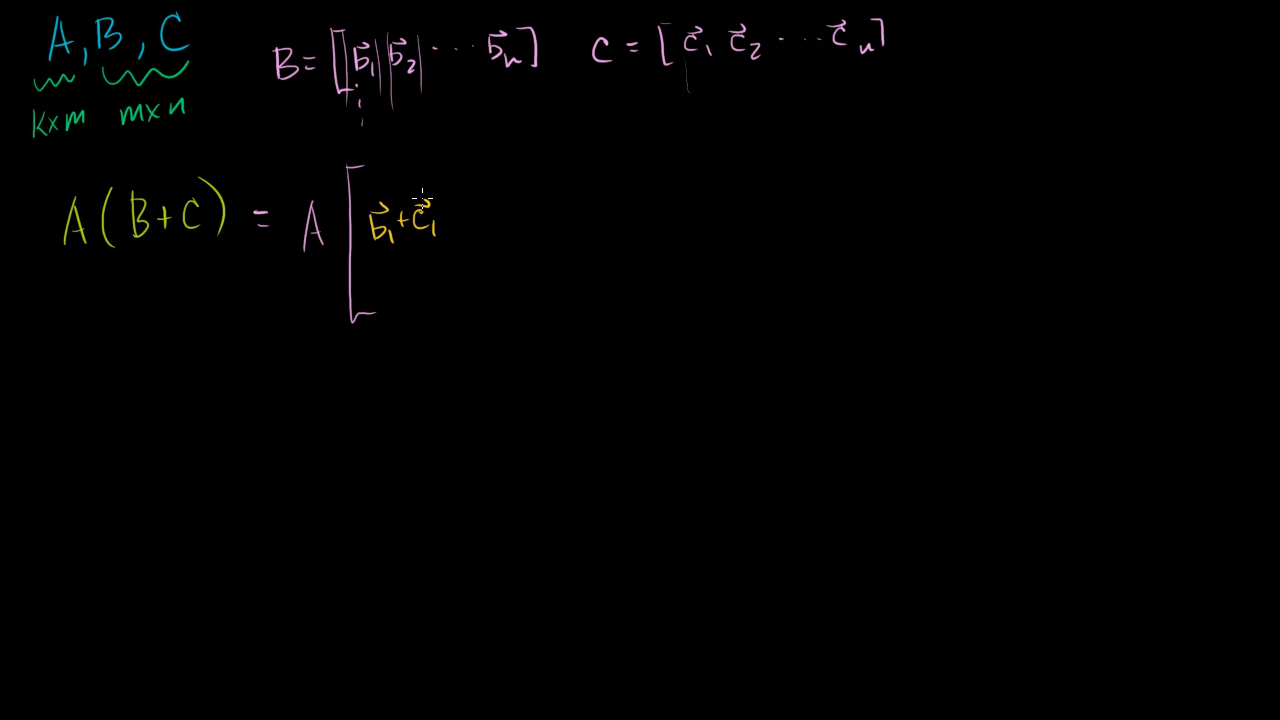 A, B, C
B = [b⃗₁ b⃗₂ ··· b⃗ₙ] C = [c⃗₁ c⃗₂ ··· c⃗ₙ]
k×m m×n
A(B+C) = A [b⃗₁+c⃗₁